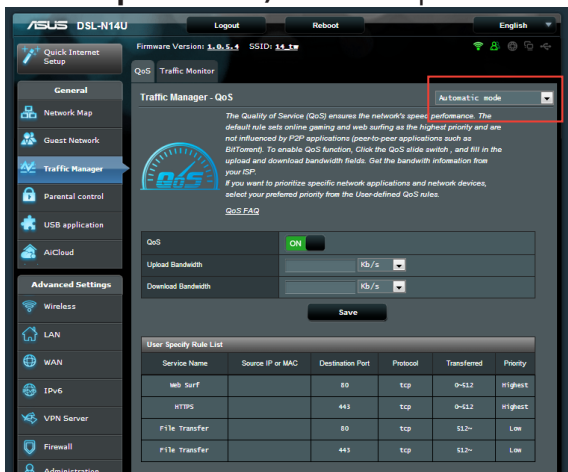 ASUS DSL-N14U
Logout
Reboot
English
Quick Internet
Setup
Firmware Version: 1.0.5.4 SSID: 14_tw
QoS
Traffic Monitor
General
Network Map
Guest Network
Traffic Manager
Parental control
USB application
AiCloud
Advanced Settings
Wireless
LAN
WAN
IPv6
VPN Server
Firewall
Administration
Traffic Manager - QoS
Automatic mode
The Quality of Service (QoS) ensures the network's speed performance. The
default rule sets online gaming and web surfing as the highest priority and are
not influenced by P2P applications (peer-to-peer applications such as
BitTorrent). To enable QoS function, Click the QoS slide switch , and fill in the
upload and download bandwidth fields. Get the bandwith information from
your ISP.
If you want to prioritize specific network applications and network devices,
select your preferred priority from the User-defined QoS rules.
QoS FAQ
QoS
QoS
ON
Upload Bandwidth
Kb/s
Download Bandwidth
Kb/s
Save
User Specify Rule List
Service Name Source IP or MAC Destination Port Protocol Transferred Priority
Web Surf 80 tcp 0~512 Highest
HTTPS 443 tcp 0~512 Highest
File Transfer 80 tcp 512~ Low
File Transfer 443 tcp 512~ Low